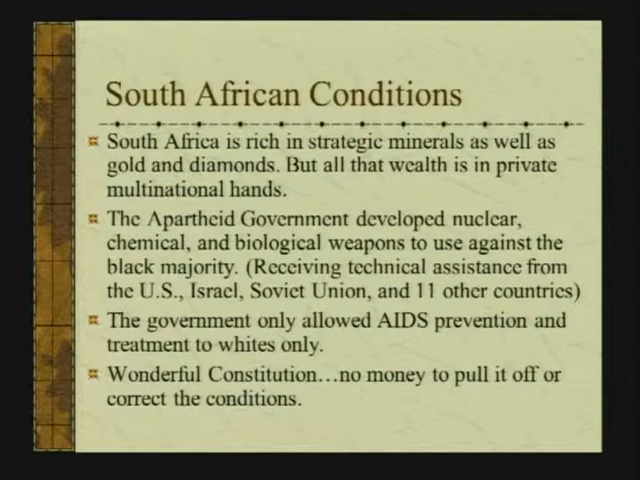 South African Conditions
South Africa is rich in strategic minerals as well as
gold and diamonds. But all that wealth is in private
multinational hands.
The Apartheid Government developed nuclear,
chemical, and biological weapons to use against the
black majority. (Receiving technical assistance from
the U.S., Israel, Soviet Union, and 11 other countries)
The government only allowed AIDS prevention and
treatment to whites only.
Wonderful Constitution…no money to pull it off or
correct the conditions.